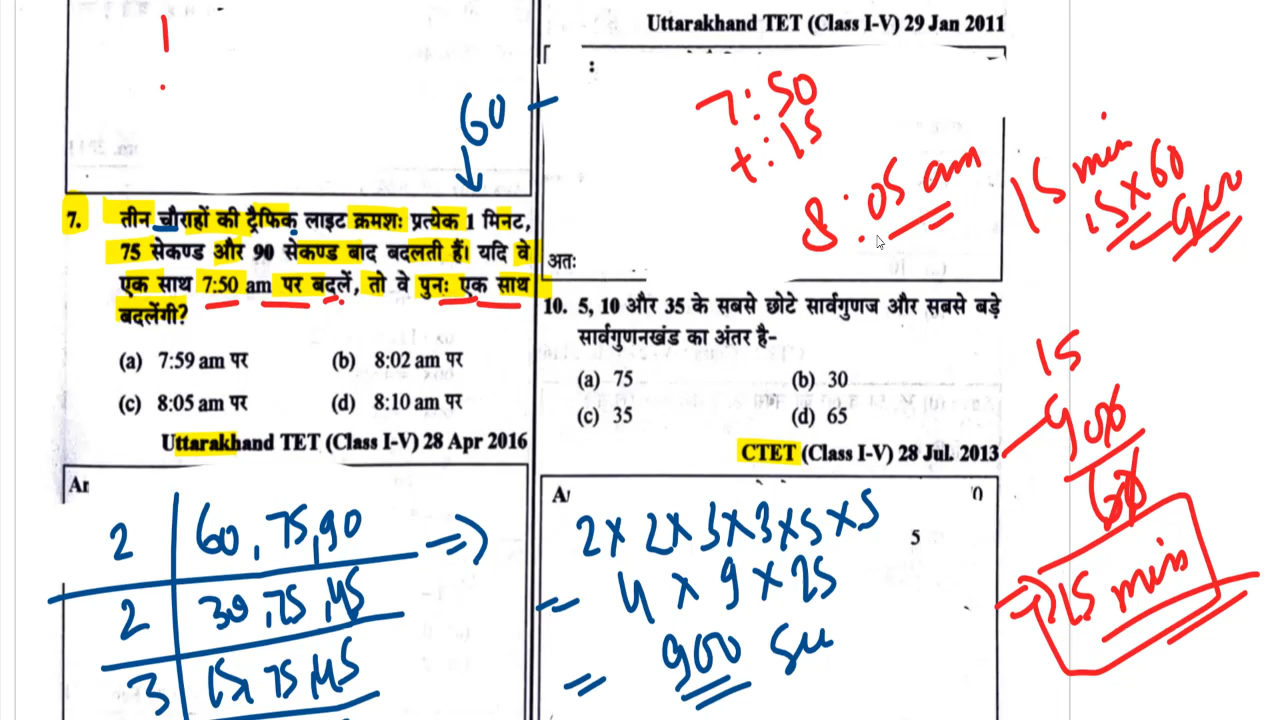 !
60
7. तीन चौराहों की ट्रैफिक लाइट क्रमशः प्रत्येक 1 मिनट,
75 सेकण्ड और 90 सेकण्ड बाद बदलती हैं। यदि वे
एक साथ 7:50 am पर बदलें, तो वे पुनः एक साथ
बदलेंगी?
(a) 7:59 am पर (b) 8:02 am पर
(c) 8:05 am पर (d) 8:10 am पर
Uttarakhand TET (Class I-V) 28 Apr 2016
2 | 60, 75, 90 =>
2 | 30, 75, 45
3 | 15, 75, 45
Uttarakhand TET (Class I-V) 29 Jan 2011
:
7:50
+:15
8:05 am
अतः
10. 5, 10 और 35 के सबसे छोटे सार्वगुणज और सबसे बड़े
सार्वगुणनखंड का अंतर है-
(a) 75 (b) 30
(c) 35 (d) 65
CTET (Class I-V) 28 Jul. 2013
5
2 × 2 × 3 × 3 × 5 × 5
= 4 × 9 × 25
= 900
15 min
15 × 60
900
15
900
60
=> 15 min